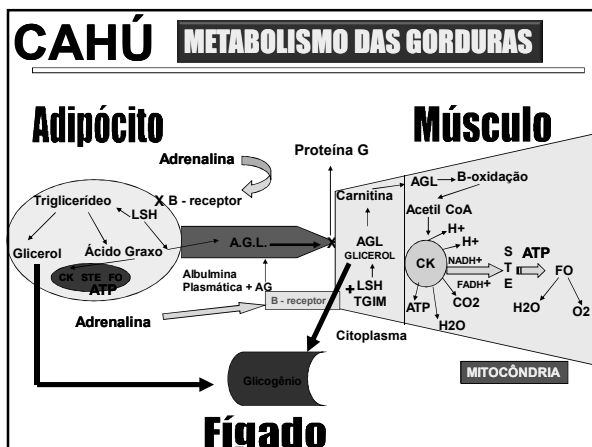 CAHÚ
METABOLISMO DAS GORDURAS
Adipócito
Músculo
Adrenalina
Proteína G
Triglicerídeo
X B - receptor
LSH
Glicerol
Ácido Graxo
CK STE FO
ATP
A.G.L.
X
Albulmina
Plasmática + AG
Adrenalina
B - receptor
Carnitina
AGL
B-oxidação
Acetil CoA
H+
H+
AGL
GLICEROL
+ LSH
TGIM
CK
NADH+
FADH+
S
T
E
ATP
FO
ATP
CO2
H2O
H2O
O2
Citoplasma
MITOCÔNDRIA
Glicogênio
Fígado